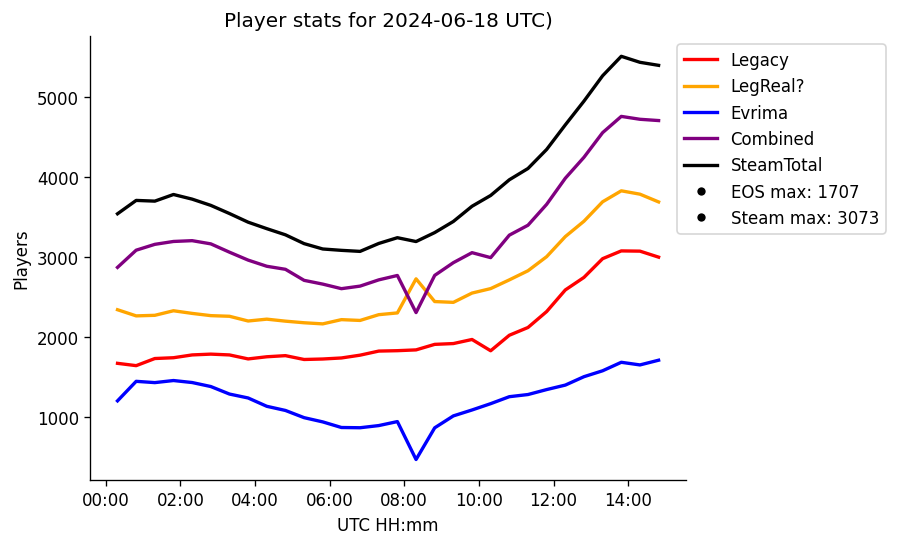 Player stats for 2024-06-18 UTC)
Legacy
LegReal?
Evrima
Combined
SteamTotal
EOS max: 1707
Steam max: 3073
Players
5000
4000
3000
2000
1000
00:00 02:00 04:00 06:00 08:00 10:00 12:00 14:00
UTC HH:mm